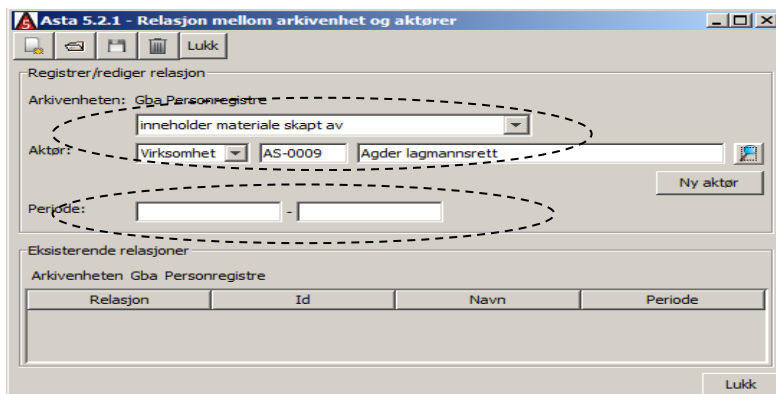 Asta 5.2.1 - Relasjon mellom arkivenhet og aktører
Lukk
Registrer/rediger relasjon
Arkivenheten: Gba Personregistre
inneholder materiale skapt av
Aktør: Virksomhet AS-0009 Agder lagmannsrett
Ny aktør
Periode: -
Eksisterende relasjoner
Arkivenheten Gba Personregistre
Relasjon Id Navn Periode
Lukk